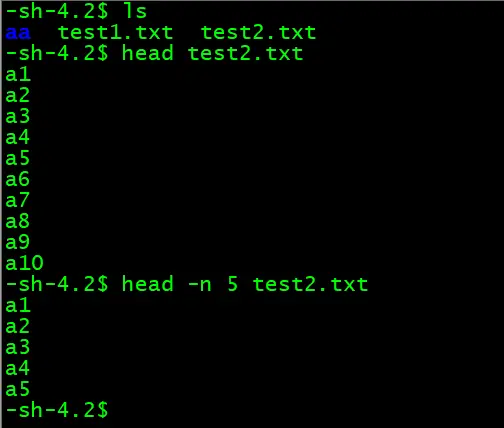 -sh-4.2$ ls
aa  test1.txt  test2.txt
-sh-4.2$ head test2.txt
a1
a2
a3
a4
a5
a6
a7
a8
a9
a10
-sh-4.2$ head -n 5 test2.txt
a1
a2
a3
a4
a5
-sh-4.2$